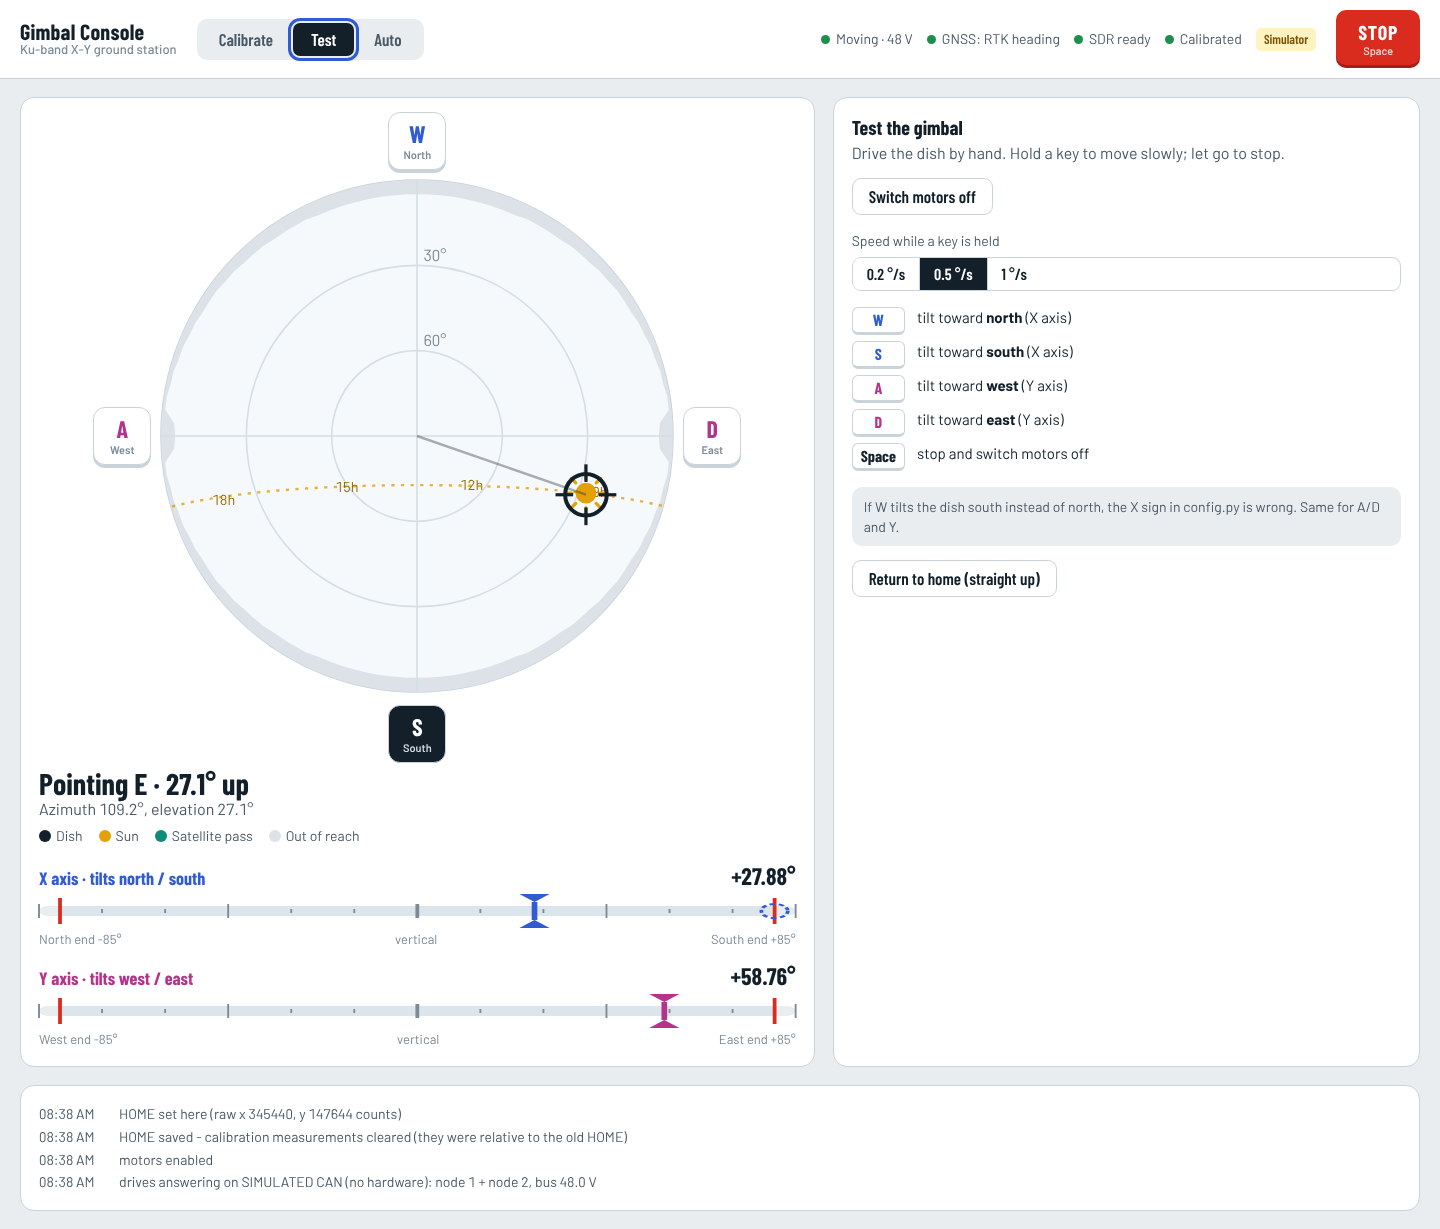 Gimbal Console
Ku-band X-Y ground station
Calibrate
Test
Auto
Moving · 48 V
GNSS: RTK heading
SDR ready
Calibrated
Simulator
STOP
Space
W
North
30°
60°
A
West
D
East
18h
15h
12h
S
South
Pointing E · 27.1° up
Azimuth 109.2°, elevation 27.1°
Dish
Sun
Satellite pass
Out of reach
X axis · tilts north / south
+27.88°
North end -85°
vertical
South end +85°
Y axis · tilts west / east
+58.76°
West end -85°
vertical
East end +85°
Test the gimbal
Drive the dish by hand. Hold a key to move slowly; let go to stop.
Switch motors off
Speed while a key is held
0.2 °/s
0.5 °/s
1 °/s
W tilt toward north (X axis)
S tilt toward south (X axis)
A tilt toward west (Y axis)
D tilt toward east (Y axis)
Space stop and switch motors off
If W tilts the dish south instead of north, the X sign in config.py is wrong. Same for A/D
and Y.
Return to home (straight up)
08:38 AM HOME set here (raw x 345440, y 147644 counts)
08:38 AM HOME saved - calibration measurements cleared (they were relative to the old HOME)
08:38 AM motors enabled
08:38 AM drives answering on SIMULATED CAN (no hardware): node 1 + node 2, bus 48.0 V